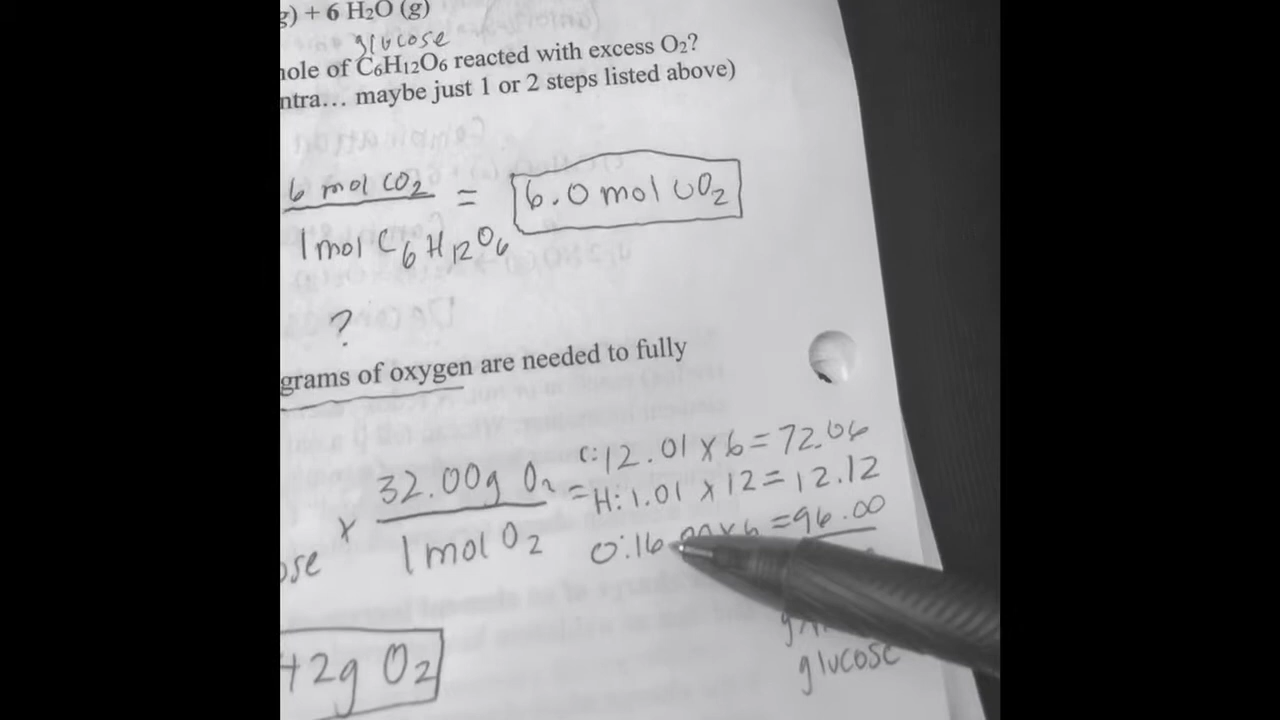 g) + 6 H₂O (g)
glucose
mole of C₆H₁₂O₆ reacted with excess O₂?
ntra… maybe just 1 or 2 steps listed above)
6 mol CO₂ = 6.0 mol CO₂
1 mol C₆H₁₂O₆
?
grams of oxygen are needed to fully
C: 12.01 x 6 = 72.06
32.00g O₂ = H: 1.01 x 12 = 12.12
x
1 mol O₂ O: 16.00 x 6 = 96.00
ose
2g O₂
glucose